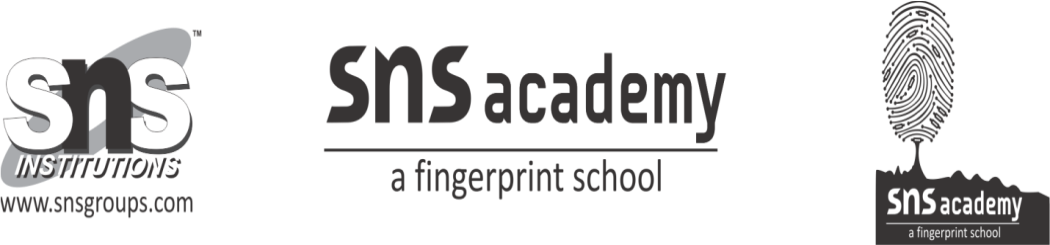 sns
TM
INSTITUTIONS
www.snsgroups.com
sns academy
a fingerprint school
sns academy
a fingerprint school